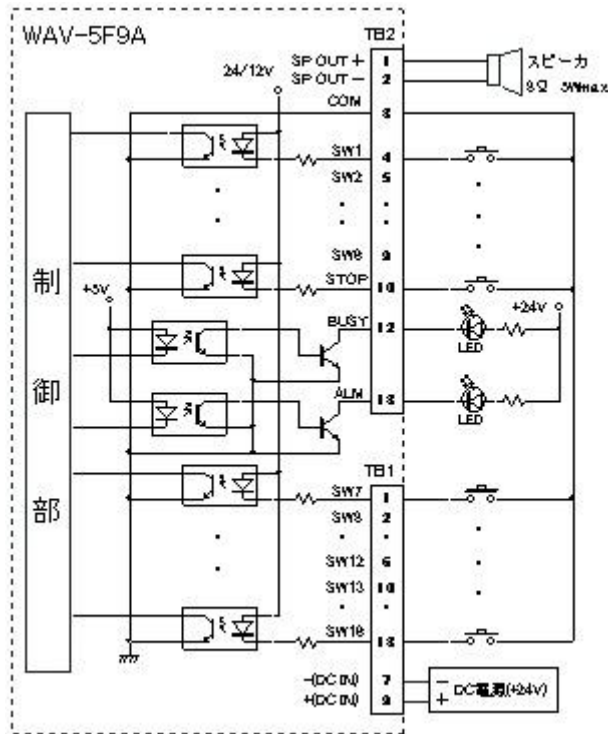 WAV-5F9A
TB2
SP OUT + 1
SP OUT - 2
スピーカ
8Ω 5Wmax
24/12V
COM 3
SW1 4
SW2 5
SW6 9
STOP 10
制御部
+5V
BUSY 12
LED
+24V
ALM 13
LED
TB1
SW7 1
SW8 2
SW12 6
SW13 10
SW18
-(DC IN) 7
+(DC IN) 9
- DC電源(+24V)
+